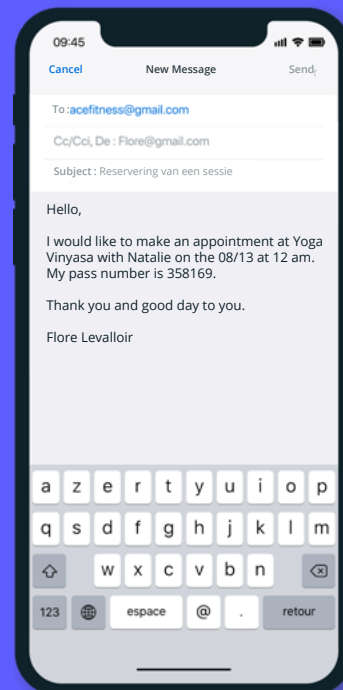 09:45
Cancel New Message Send
To :acefitness@gmail.com
Cc/Cci, De : Flore@gmail.com
Subject : Reservering van een sessie
Hello,
I would like to make an appointment at Yoga
Vinyasa with Natalie on the 08/13 at 12 am.
My pass number is 358169.
Thank you and good day to you.
Flore Levalloir
a z e r t y u i o p
q s d f g h j k l m
w x c v b n
123 espace @ . retour